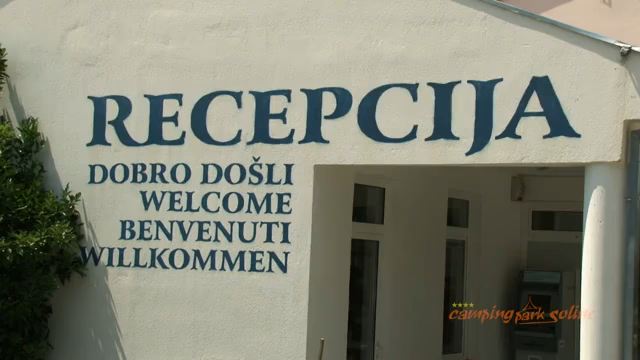 RECEPCIJA
DOBRO DOŠLI
WELCOME
BENVENUTI
WILLKOMMEN
camping park soline